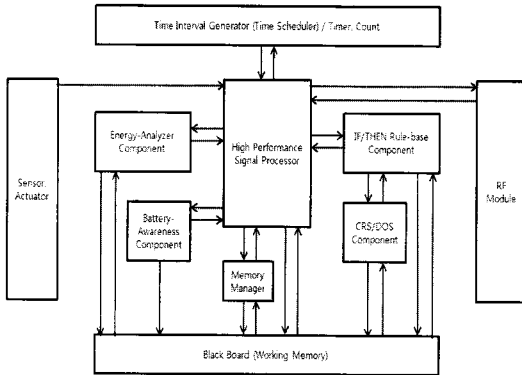 Time Interval Generator (Time Scheduler) / Timer, Count
Energy-Analyzer
Component
High Performance
Signal Processor
IF/THEN Rule-base
Component
Sensor,
Actuator
RF
Module
Battery-
Awareness
Component
CRS/DOS
Component
Memory
Manager
Black Board (Working Memory)